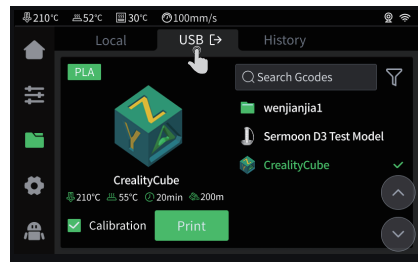 210°C 52°C 30°C 100mm/s
Local USB History
PLA
Search Gcodes
wenjianjia1
Sermoon D3 Test Model
CrealityCube
Z
Y A
CrealityCube
210°C 55°C 20min 200m
Calibration Print